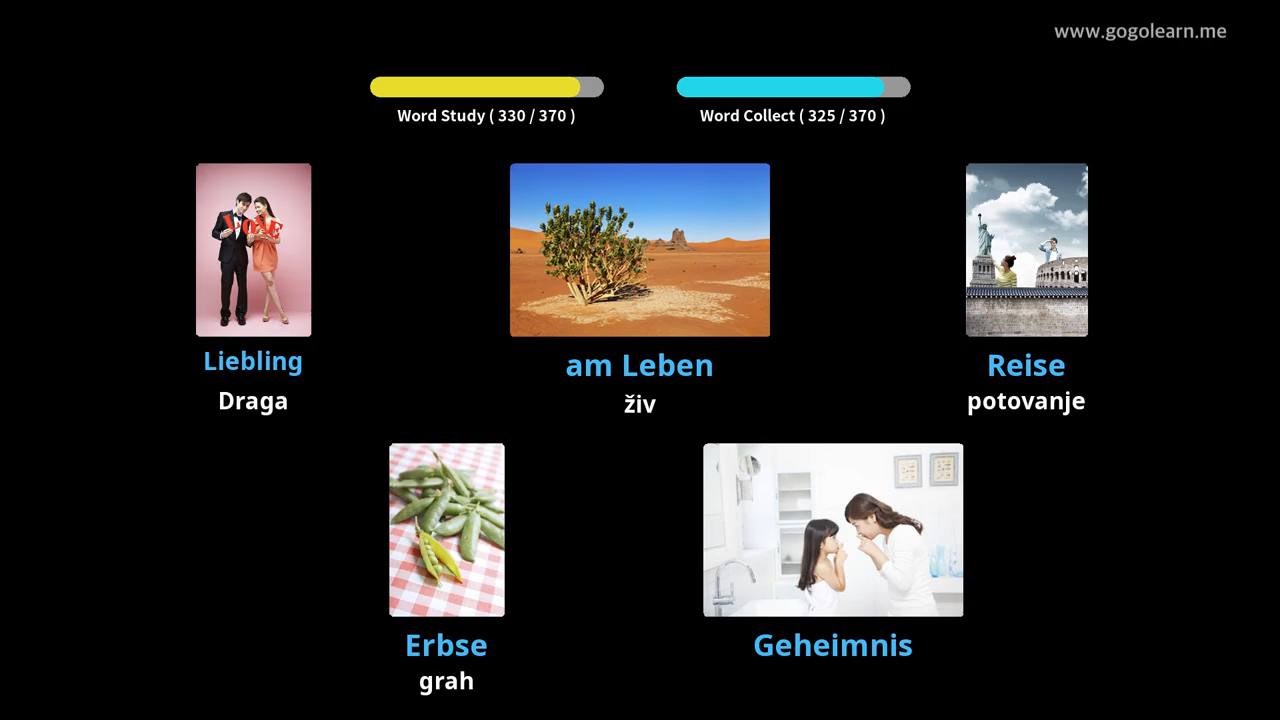 www.gogolearn.me
Word Study ( 330 / 370 )
Word Collect ( 325 / 370 )
LOVE
Liebling
am Leben
Reise
Draga
živ
potovanje
Erbse
Geheimnis
grah